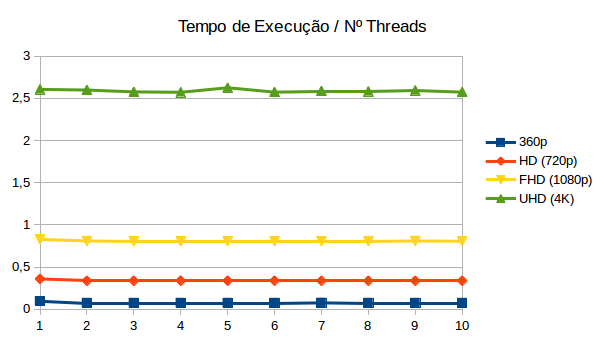 Tempo de Execução / Nº Threads
3
2,5
2
1,5
1
0,5
0
1 2 3 4 5 6 7 8 9 10
360p
HD (720p)
FHD (1080p)
UHD (4K)